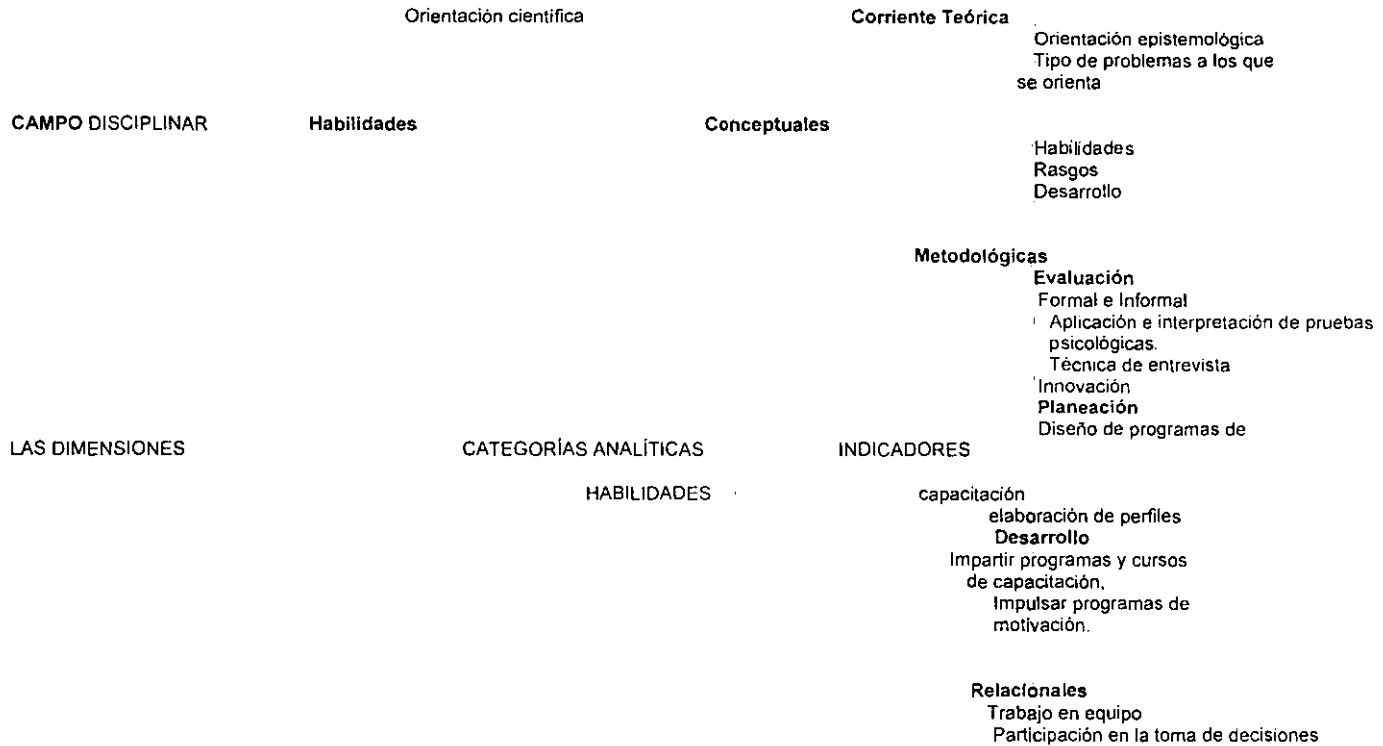 Orientación científica Corriente Teórica
Orientación epistemológica
Tipo de problemas a los que
se orienta
CAMPO DISCIPLINAR Habilidades Conceptuales
Habilidades
Rasgos
Desarrollo
Metodológicas
Evaluación
Formal e Informal
Aplicación e interpretación de pruebas
psicológicas.
Técnica de entrevista
Innovación
Planeación
Diseño de programas de
LAS DIMENSIONES CATEGORÍAS ANALÍTICAS INDICADORES
HABILIDADES capacitación
elaboración de perfiles
Desarrollo
Impartir programas y cursos
de capacitación,
Impulsar programas de
motivación.
Relacionales
Trabajo en equipo
Participación en la toma de decisiones